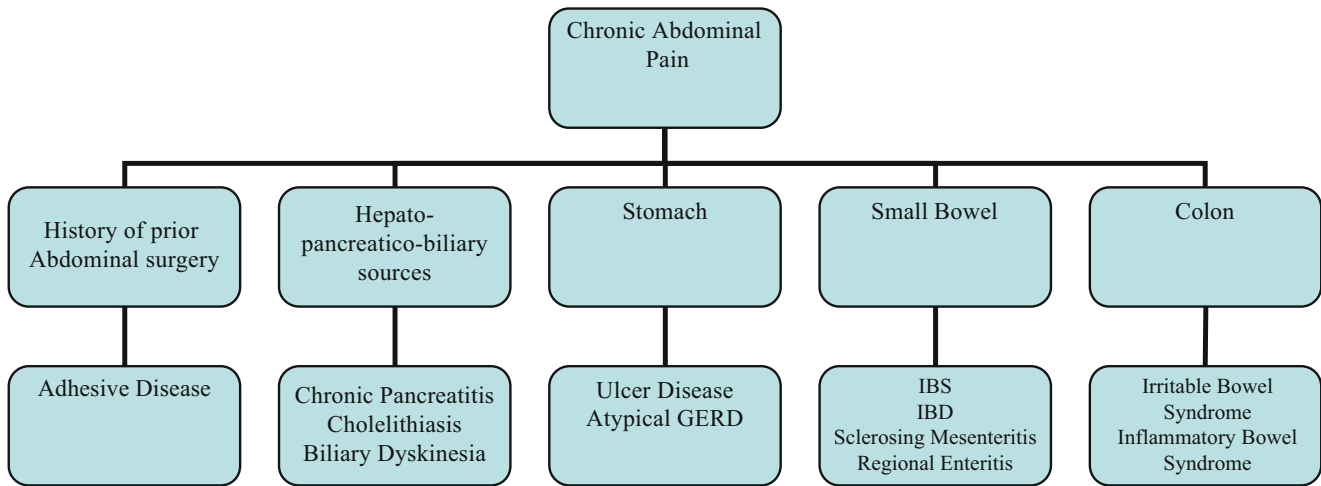 Chronic Abdominal
Pain
History of prior
Abdominal surgery
Hepato-
pancreatico-biliary
sources
Stomach
Small Bowel
Colon
Adhesive Disease
Chronic Pancreatitis
Cholelithiasis
Biliary Dyskinesia
Ulcer Disease
Atypical GERD
IBS
IBD
Sclerosing Mesenteritis
Regional Enteritis
Irritable Bowel
Syndrome
Inflammatory Bowel
Syndrome